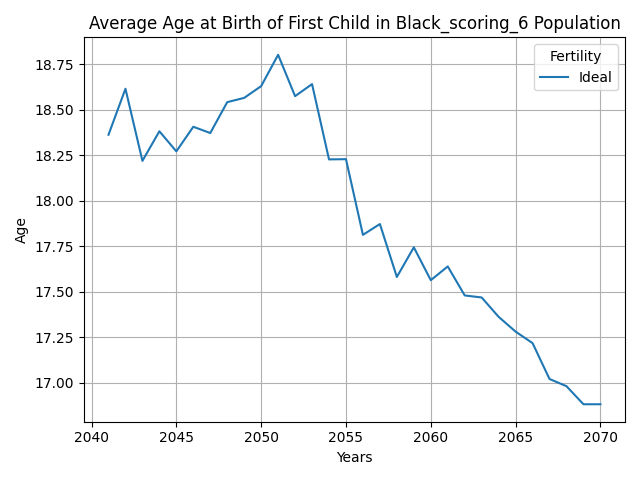 Average Age at Birth of First Child in Black_scoring_6 Population
Fertility
Ideal
18.75
18.50
18.25
18.00
17.75
17.50
17.25
17.00
Age
2040 2045 2050 2055 2060 2065 2070
Years